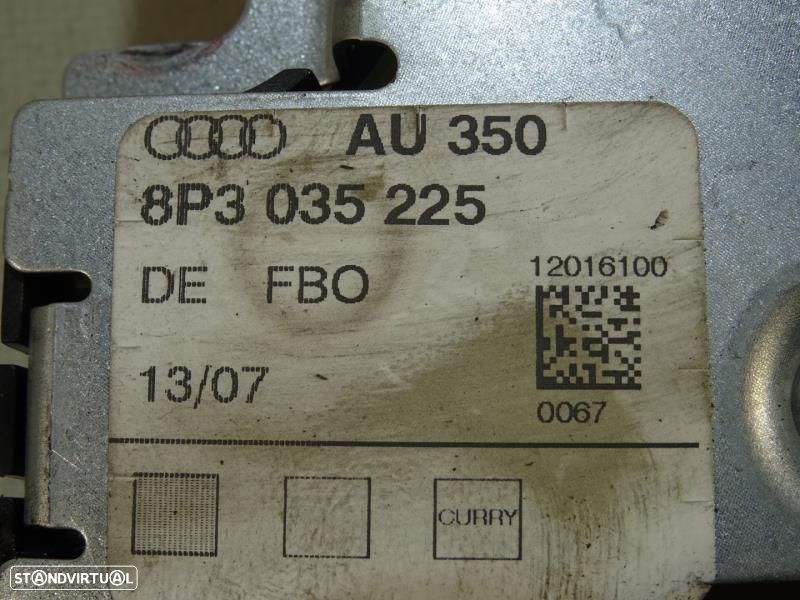 AU 350
8P3 035 225
DE FBO
12016100
13/07
0067
CURRY
STANDVIRTUAL